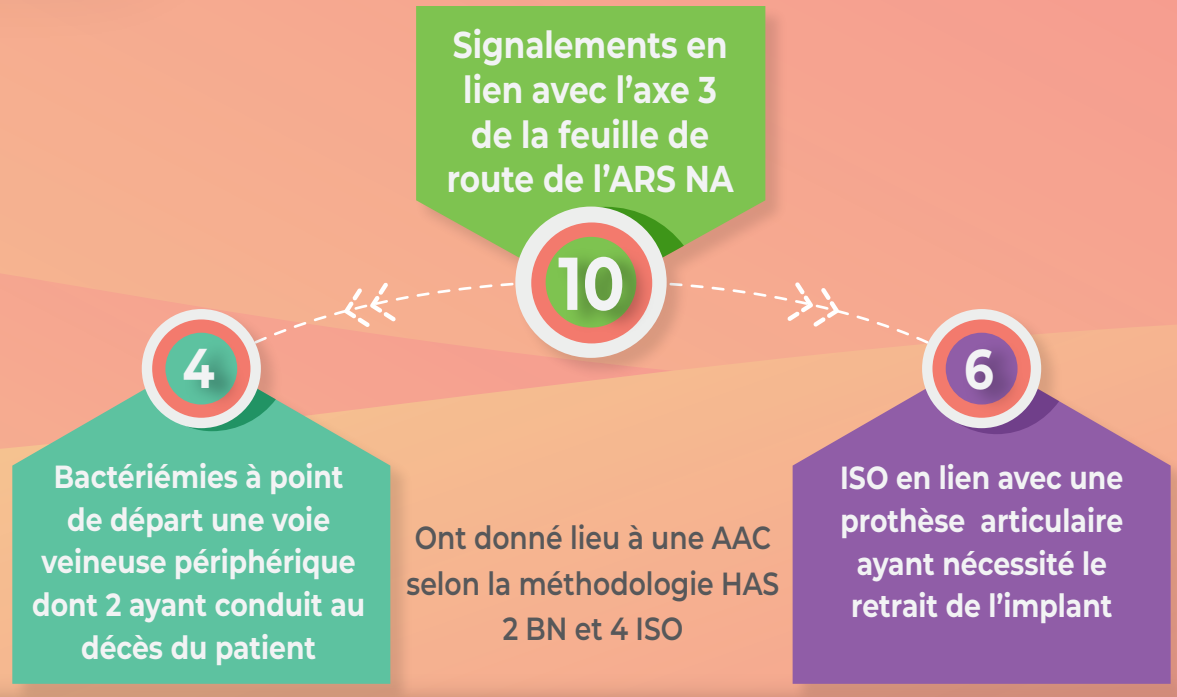 Signalements en
lien avec l'axe 3
de la feuille de
route de l'ARS NA
10
4
Bactériémies à point
de départ une voie
veineuse périphérique
dont 2 ayant conduit au
décès du patient
Ont donné lieu à une AAC
selon la méthodologie HAS
2 BN et 4 ISO
6
ISO en lien avec une
prothèse articulaire
ayant nécessité le
retrait de l'implant